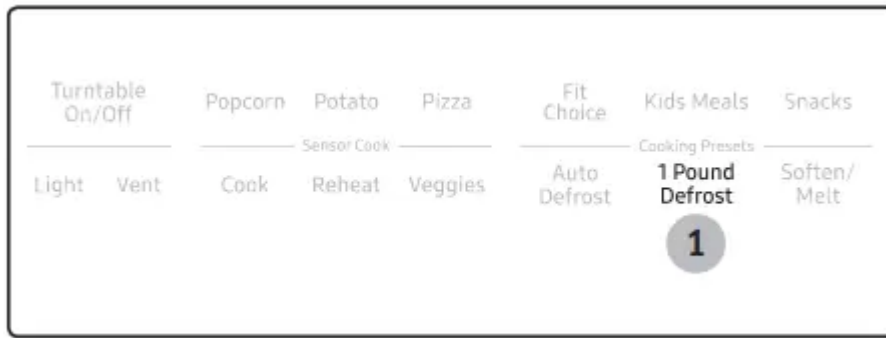 Turntable On/Off
Popcorn Potato Pizza
Fit Choice
Kids Meals
Snacks
Sensor Cook
Cooking Presets
Light Vent
Cook Reheat Veggies
Auto Defrost
1 Pound Defrost
Soften/ Melt
1